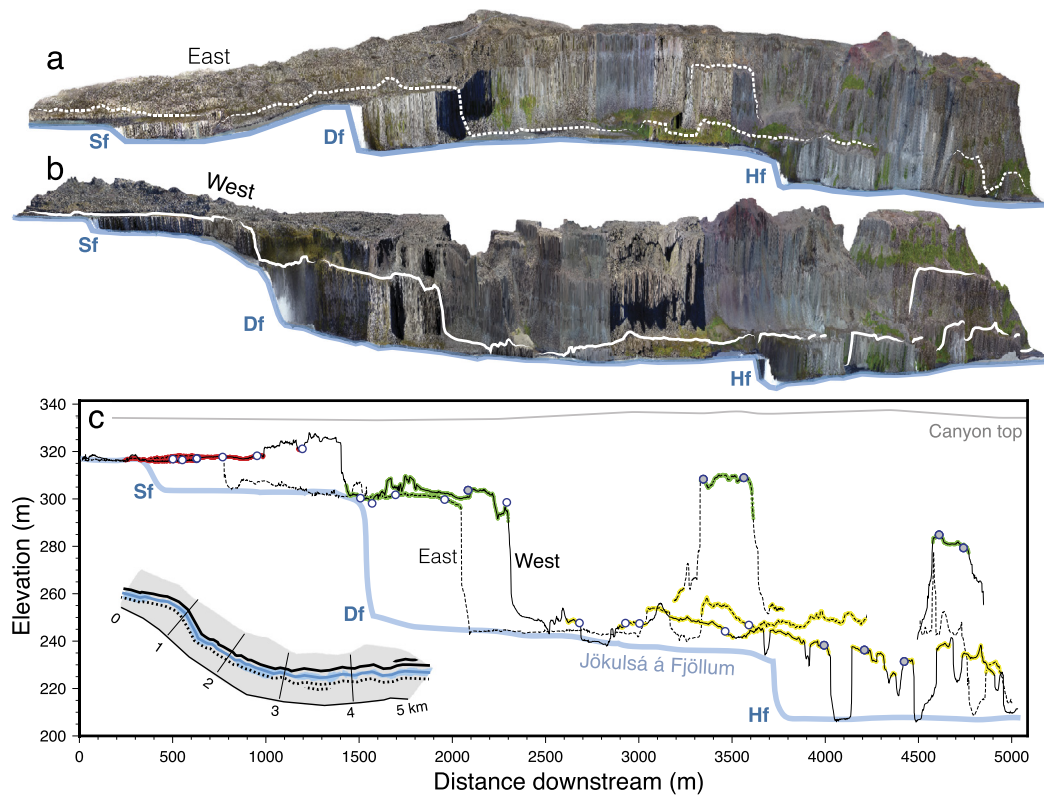 a
East
Sf
Df
Hf
b
West
Sf
Df
Hf
c
340
320
300
280
260
240
220
200
Elevation (m)
Canyon top
Sf
East
West
Df
Jökulsá á Fjöllum
Hf
0
1
2
3
4
5 km
0
500
1000
1500
2000
2500
3000
3500
4000
4500
5000
Distance downstream (m)